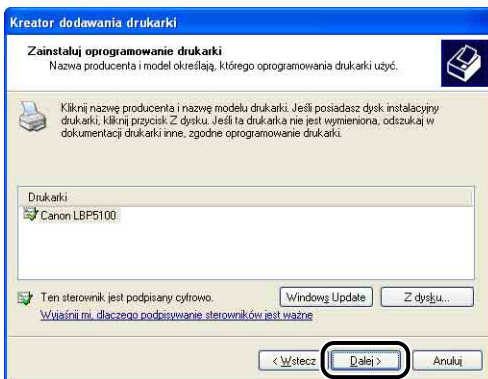 Kreator dodawania drukarki
Zainstaluj oprogramowanie drukarki
Nazwa producenta i model określają, którego oprogramowania drukarki użyć.
Kliknij nazwę producenta i nazwę modelu drukarki. Jeśli posiadasz dysk instalacyjny
drukarki, kliknij przycisk Z dysku. Jeśli ta drukarka nie jest wymieniona, odszukaj w
dokumentacji drukarki inne, zgodne oprogramowanie drukarki.
Drukarki
Canon LBP5100
Ten sterownik jest podpisany cyfrowo.
Windows Update
Z dysku...
Wyjaśnij mi, dlaczego podpisywanie sterowników jest ważne
< Wstecz
Dalej >
Anuluj